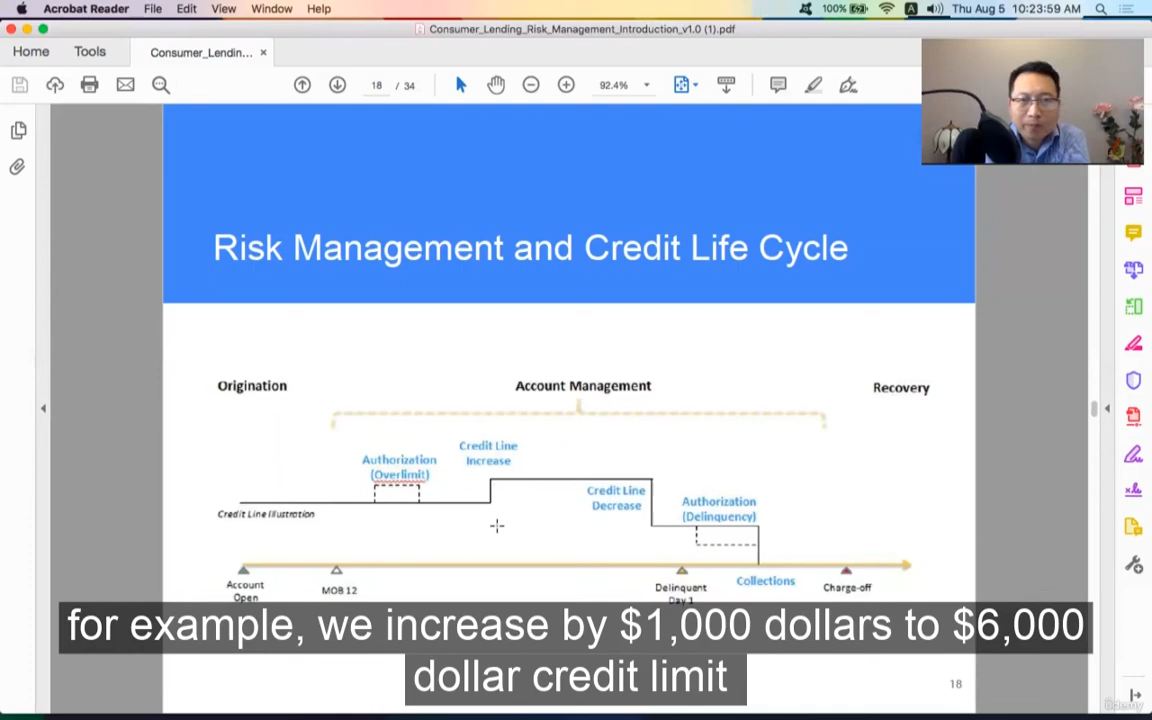 Acrobat Reader File Edit View Window Help 100% A Thu Aug 5 10:23:59 AM
Consumer_Lending_Risk_Management_Introduction_v1.0 (1).pdf
Home Tools Consumer_Lendin... ×
18 / 34 92.4%
Risk Management and Credit Life Cycle
Origination Account Management Recovery
Credit Line
Increase
Authorization
(Overlimit)
Credit Line
Decrease
Authorization
(Delinquency)
Credit Line Illustration
Account
Open
MOB 12
Delinquent
Day 1
Collections
Charge-off
for example, we increase by $1,000 dollars to $6,000
dollar credit limit
18
ûdemy